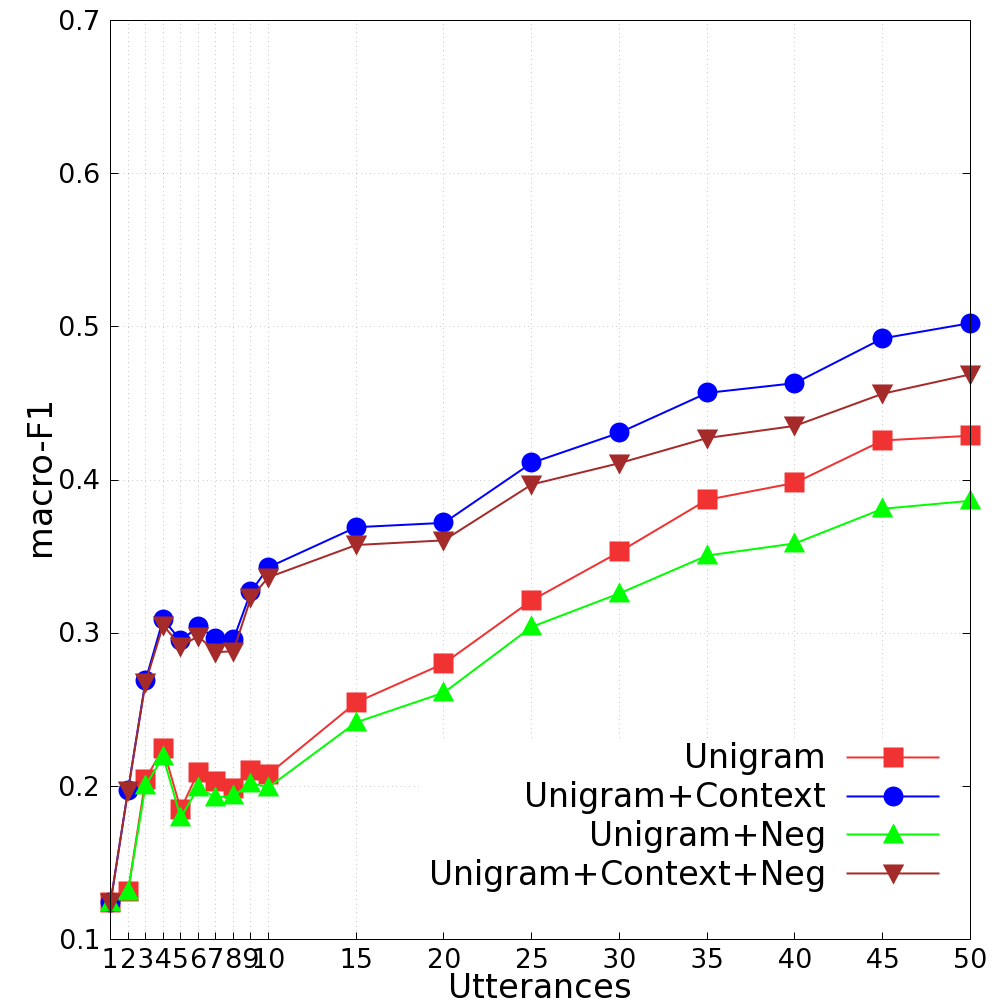 0.7
0.6
0.5
0.4
0.3
0.2
0.1
macro-F1
Unigram
Unigram+Context
Unigram+Neg
Unigram+Context+Neg
1 2 3 4 5 6 7 8 9 10 15 20 25 30 35 40 45 50
Utterances